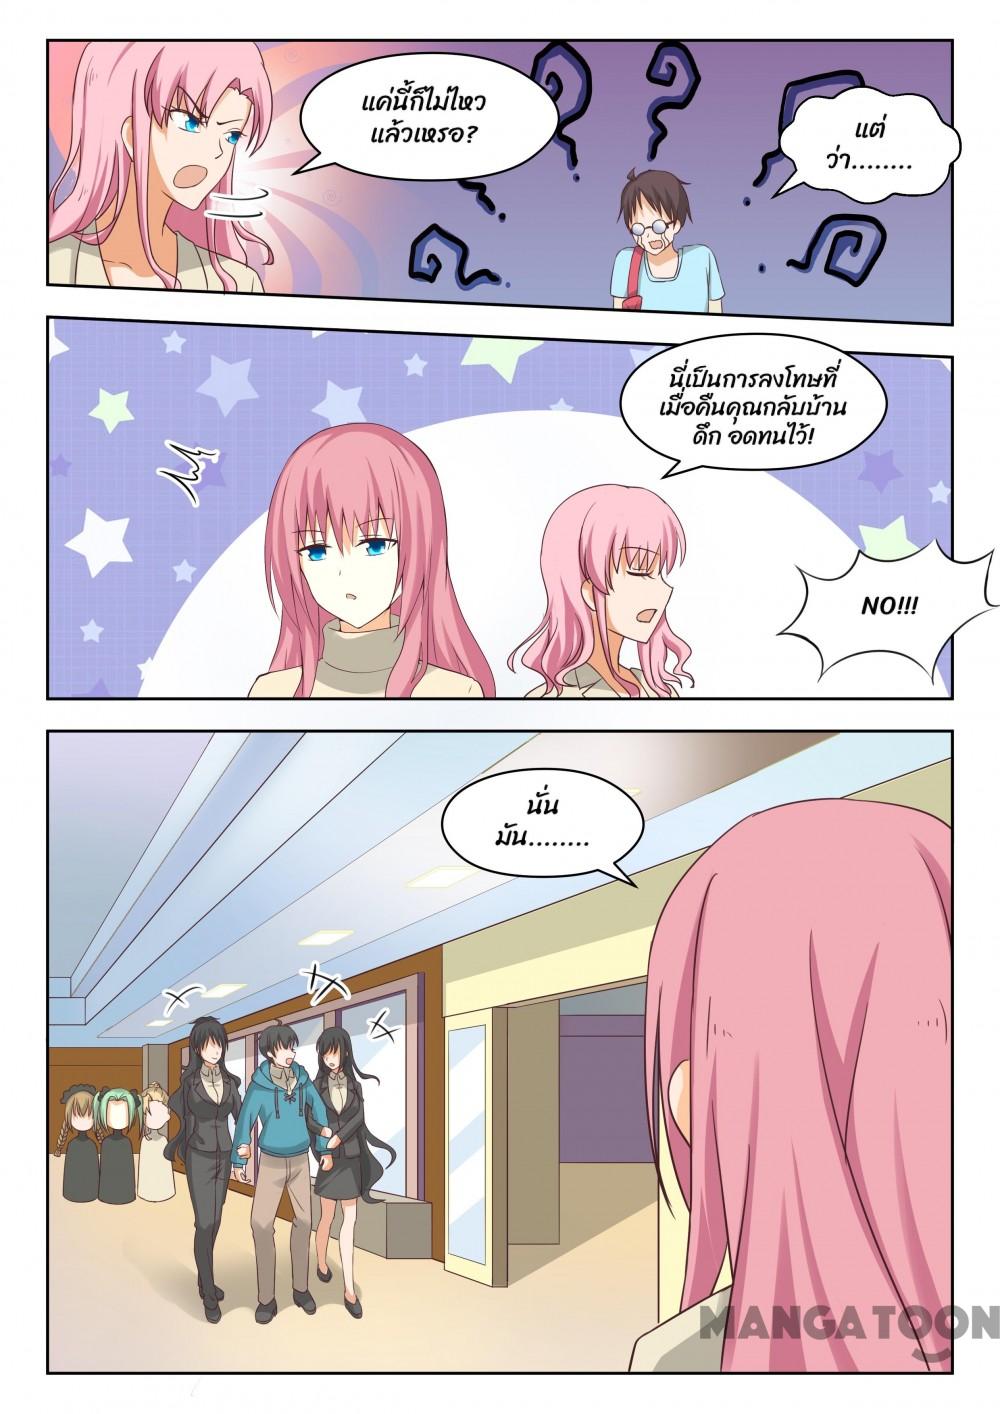 แค่นี้ก็ไม่ไหว
แล้วเหรอ?
แต่
ว่า........
นี่เป็นการลงโทษที่
เมื่อคืนคุณกลับบ้าน
ดึก อดทนไว้!
NO!!!
นั่น
มัน........
MANGATOON